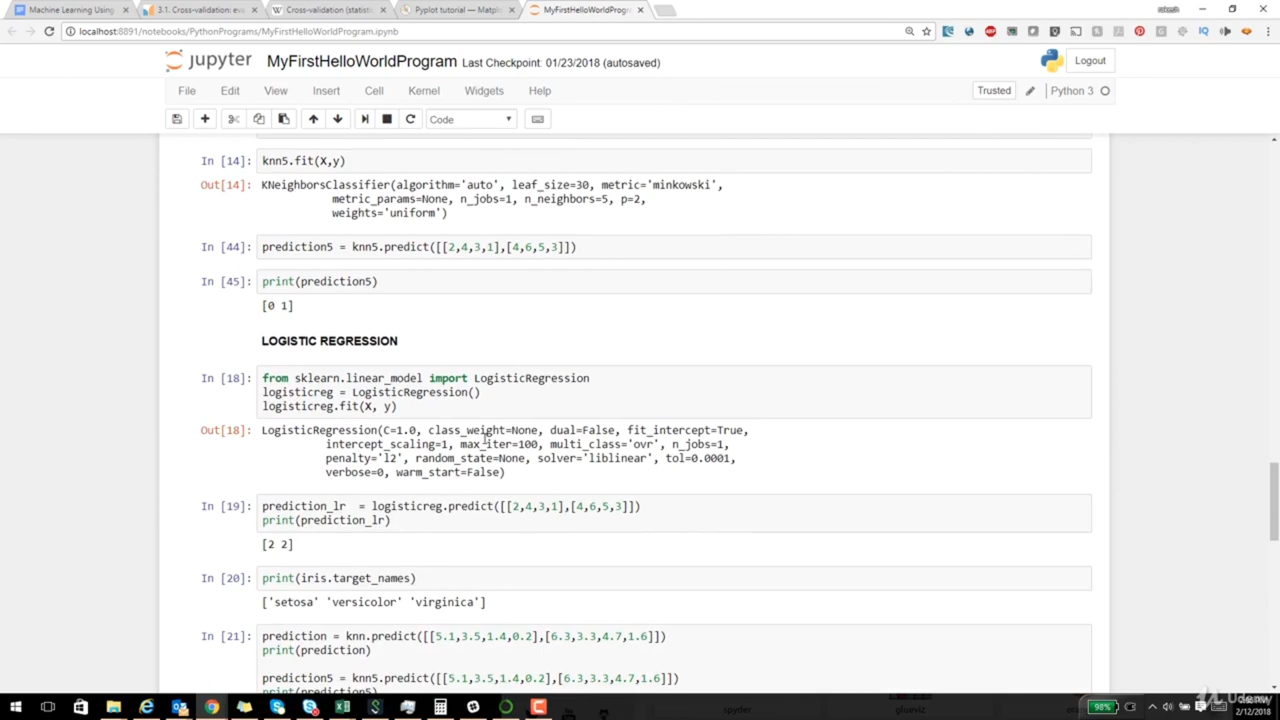 Machine Learning Using
3.1. Cross-validation: eva
Cross-validation (statistic
Pyplot tutorial — Matplo
MyFirstHelloWorldProgr
localhost:8891/notebooks/PythonPrograms/MyFirstHelloWorldProgram.ipynb
jupyter MyFirstHelloWorldProgram Last Checkpoint: 01/23/2018 (autosaved)
Logout
File Edit View Insert Cell Kernel Widgets Help
Trusted Python 3
Code
In [14]: knn5.fit(X,y)
Out[14]: KNeighborsClassifier(algorithm='auto', leaf_size=30, metric='minkowski',
metric_params=None, n_jobs=1, n_neighbors=5, p=2,
weights='uniform')
In [44]: prediction5 = knn5.predict([[2,4,3,1],[4,6,5,3]])
In [45]: print(prediction5)
[0 1]
LOGISTIC REGRESSION
In [18]: from sklearn.linear_model import LogisticRegression
logisticreg = LogisticRegression()
logisticreg.fit(X, y)
Out[18]: LogisticRegression(C=1.0, class_weight=None, dual=False, fit_intercept=True,
intercept_scaling=1, max_iter=100, multi_class='ovr', n_jobs=1,
penalty='l2', random_state=None, solver='liblinear', tol=0.0001,
verbose=0, warm_start=False)
In [19]: prediction_lr = logisticreg.predict([[2,4,3,1],[4,6,5,3]])
print(prediction_lr)
[2 2]
In [20]: print(iris.target_names)
['setosa' 'versicolor' 'virginica']
In [21]: prediction = knn.predict([[5.1,3.5,1.4,0.2],[6.3,3.3,4.7,1.6]])
print(prediction)
prediction5 = knn5.predict([[5.1,3.5,1.4,0.2],[6.3,3.3,4.7,1.6]])
print(prediction5)
98%
2/12/2018
spyder
glueviz